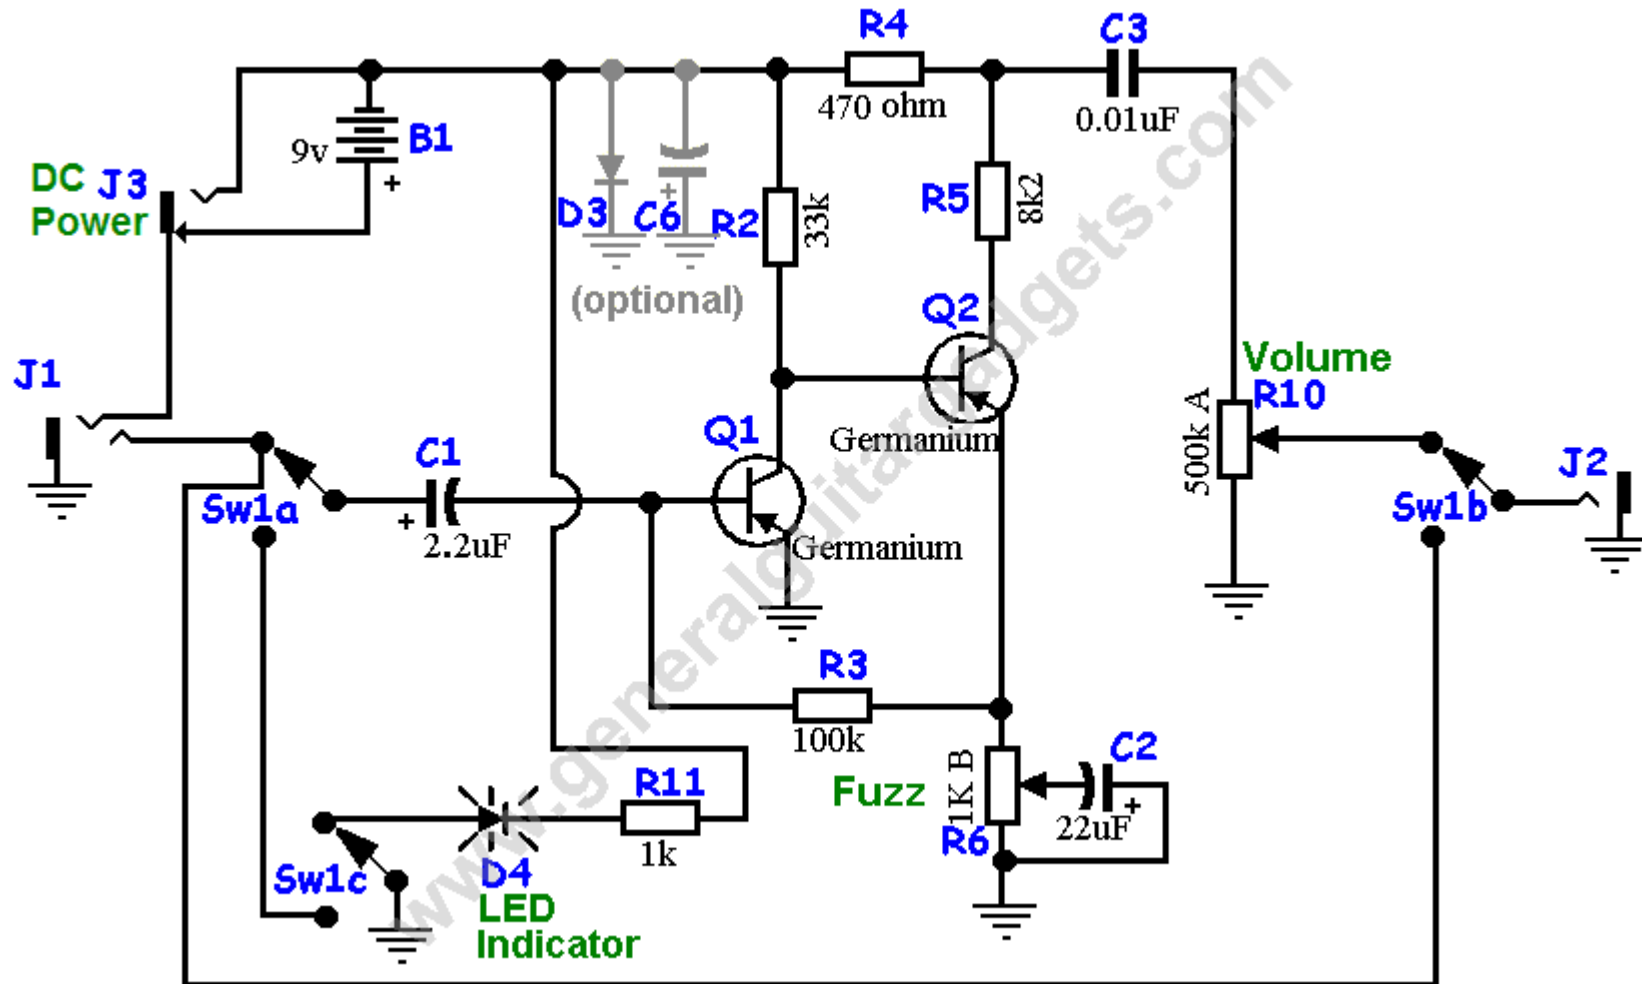 R4
C3
470 ohm
0.01uF
9v
B1
+
DC
Power
J3
D3
C6
+
R2
33k
R5
8k2
(optional)
Q2
J1
Volume
R10
500k A
Germanium
Q1
C1
J2
Sw1a
+
2.2uF
Sw1b
Germanium
R3
100k
C2
R11
Fuzz
1K B
+
22uF
R6
1k
Sw1c
D4
LED
Indicator
www.generalguitargadgets.com